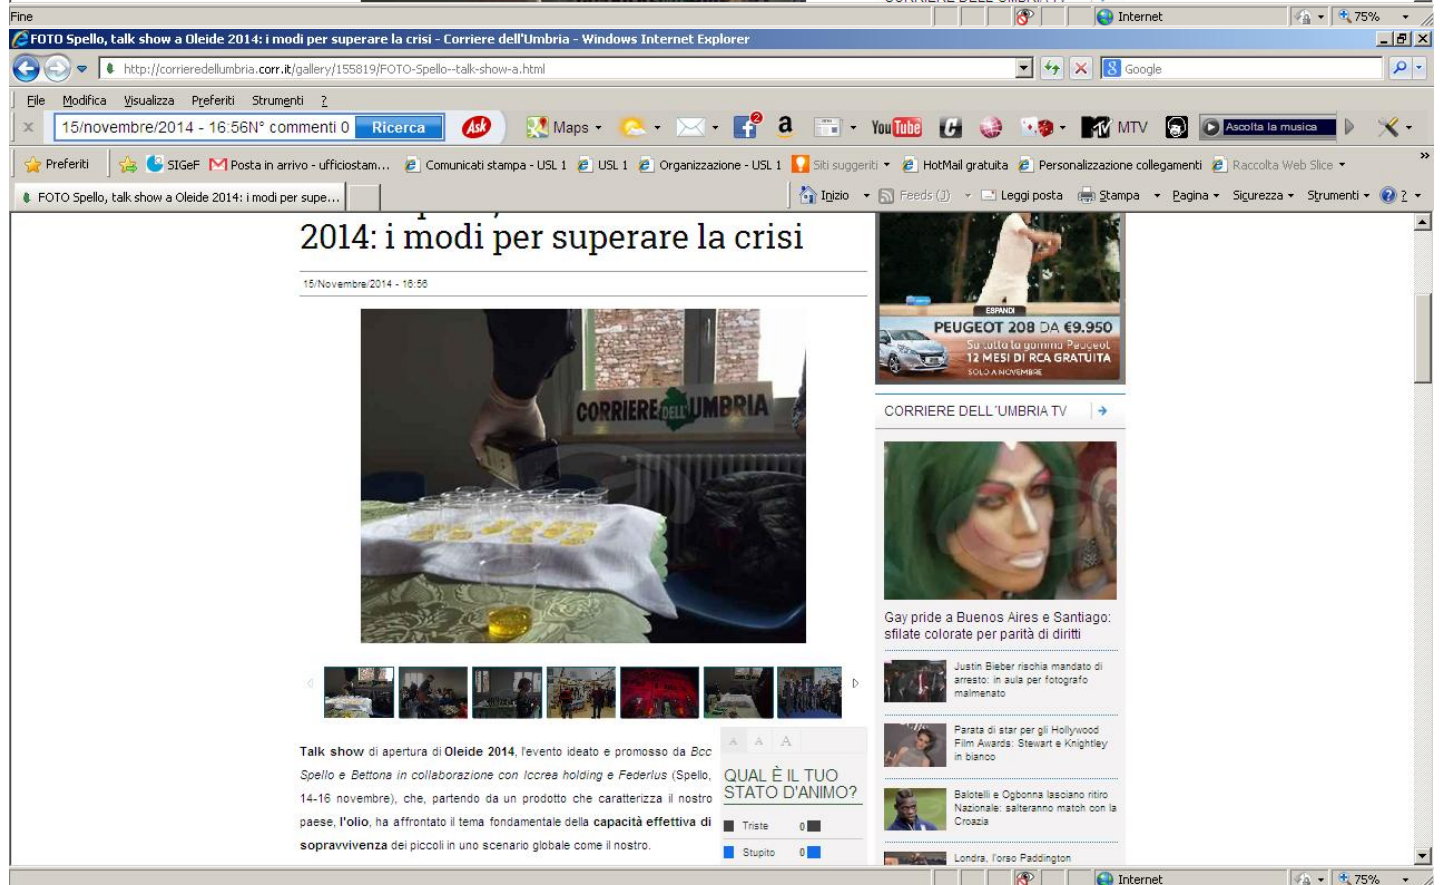 Fine
Internet
75%
FOTO Spello, talk show a Oleide 2014: i modi per superare la crisi - Corriere dell'Umbria - Windows Internet Explorer
http://corrieredellumbria.corr.it/gallery/155819/FOTO-Spello--talk-show-a.html
Google
File Modifica Visualizza Preferiti Strumenti ?
15/novembre/2014 - 16:56N° commenti 0 Ricerca Ask Maps 2 a YouTube MTV Ascolta la musica
Preferiti SIGeF Posta in arrivo - ufficiostam... Comunicati stampa - USL 1 USL 1 Organizzazione - USL 1 Siti suggeriti HotMail gratuita Personalizzazione collegamenti Raccolta Web Slice
FOTO Spello, talk show a Oleide 2014: i modi per supe... Inizio Feeds (J) Leggi posta Stampa Pagina Sicurezza Strumenti ?
2014: i modi per superare la crisi
15/Novembre/2014 - 16:56
CORRIERE DELL'UMBRIA
Talk show di apertura di Oleide 2014, l'evento ideato e promosso da Bcc
Spello e Bettona in collaborazione con Iccrea holding e Federlus (Spello,
14-16 novembre), che, partendo da un prodotto che caratterizza il nostro
paese, l'olio, ha affrontato il tema fondamentale della capacità effettiva di
sopravvivenza dei piccoli in uno scenario globale come il nostro.
A A A
QUAL È IL TUO
STATO D'ANIMO?
Triste 0
Stupito 0
ESPANDI
PEUGEOT 208 DA €9.950
Su tutta la gamma Peugeot
12 MESI DI RCA GRATUITA
SOLO A NOVEMBRE
CORRIERE DELL'UMBRIA TV
Gay pride a Buenos Aires e Santiago:
sfilate colorate per parità di diritti
Justin Bieber rischia mandato di
arresto: in aula per fotografo
malmenato
Parata di star per gli Hollywood
Film Awards: Stewart e Knightley
in bianco
Balotelli e Ogbonna lasciano ritiro
Nazionale: salteranno match con la
Croazia
Londra, l'orso Paddington
Internet
75%